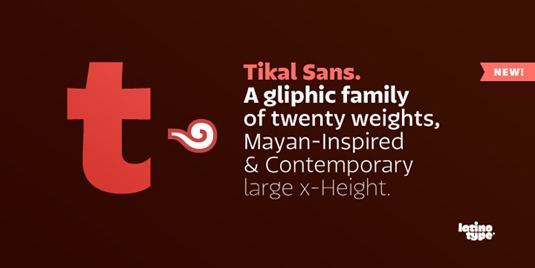 t
Tikal Sans.
A gliphic family
of twenty weights,
Mayan-Inspired
& Contemporary
large x-Height.
NEW!
latino
type